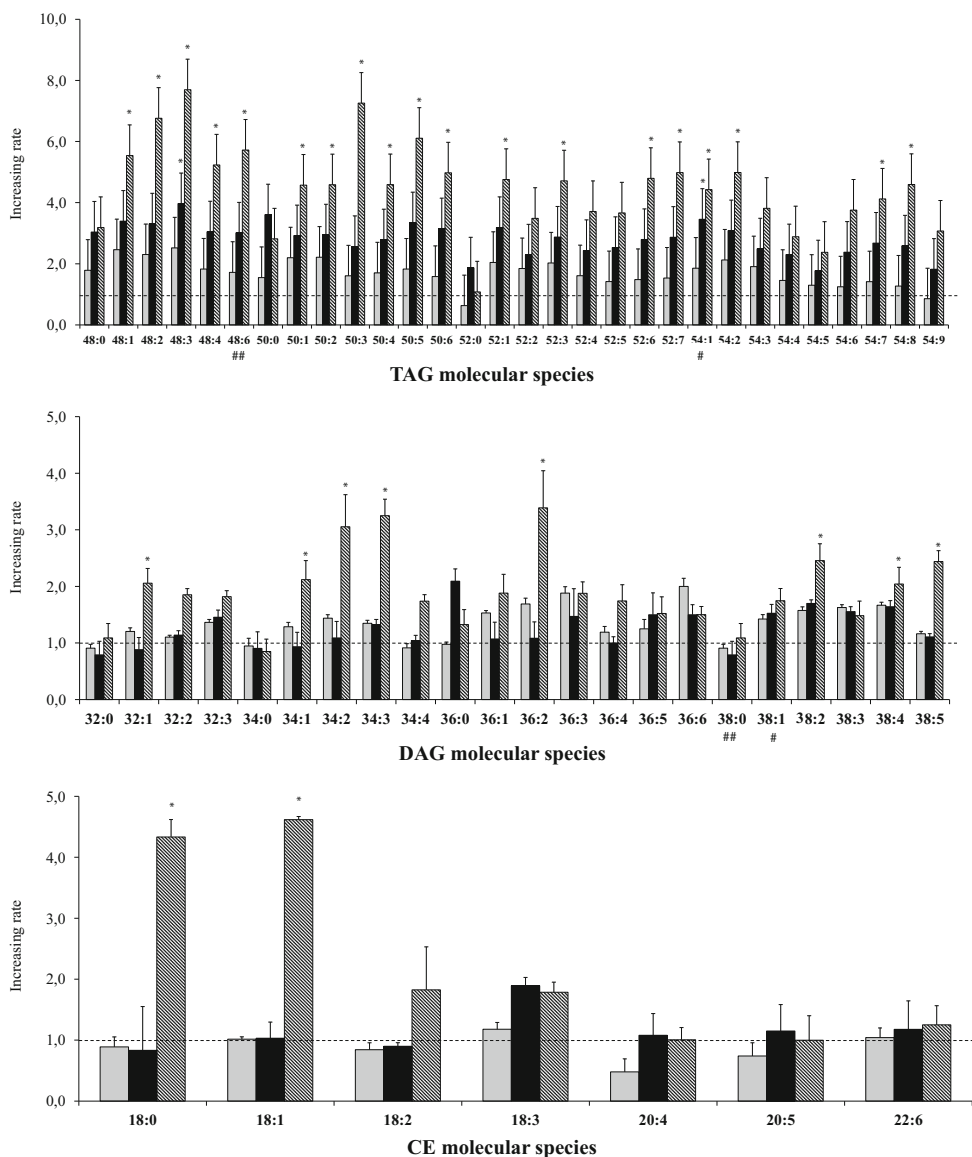 10,0
8,0
6,0
4,0
2,0
0,0
Increasing rate
* * * * * * * * * * * * * * * * * * * * * *
48:0 48:1 48:2 48:3 48:4 48:6 50:0 50:1 50:2 50:3 50:4 50:5 50:6 52:0 52:1 52:2 52:3 52:4 52:5 52:6 52:7 54:1 54:2 54:3 54:4 54:5 54:6 54:7 54:8 54:9
## #
TAG molecular species
5,0
4,0
3,0
2,0
1,0
0,0
Increasing rate
* * * * * * * *
32:0 32:1 32:2 32:3 34:0 34:1 34:2 34:3 34:4 36:0 36:1 36:2 36:3 36:4 36:5 36:6 38:0 38:1 38:2 38:3 38:4 38:5
## #
DAG molecular species
5,0
4,0
3,0
2,0
1,0
0,0
Increasing rate
* *
18:0 18:1 18:2 18:3 20:4 20:5 22:6
CE molecular species